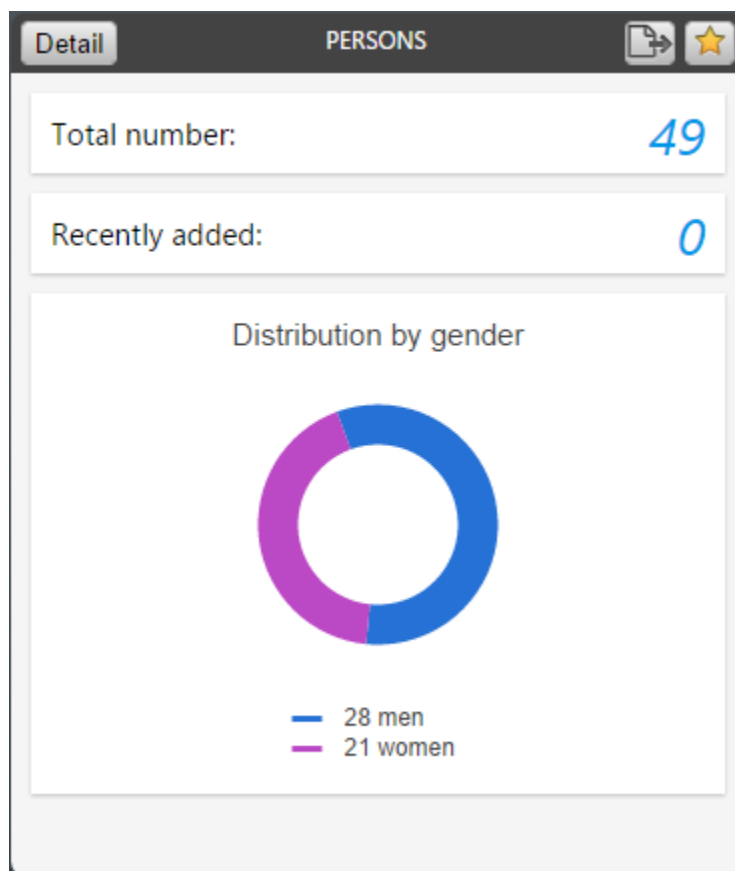 Detail PERSONS
Total number: 49
Recently added: 0
Distribution by gender
28 men
21 women